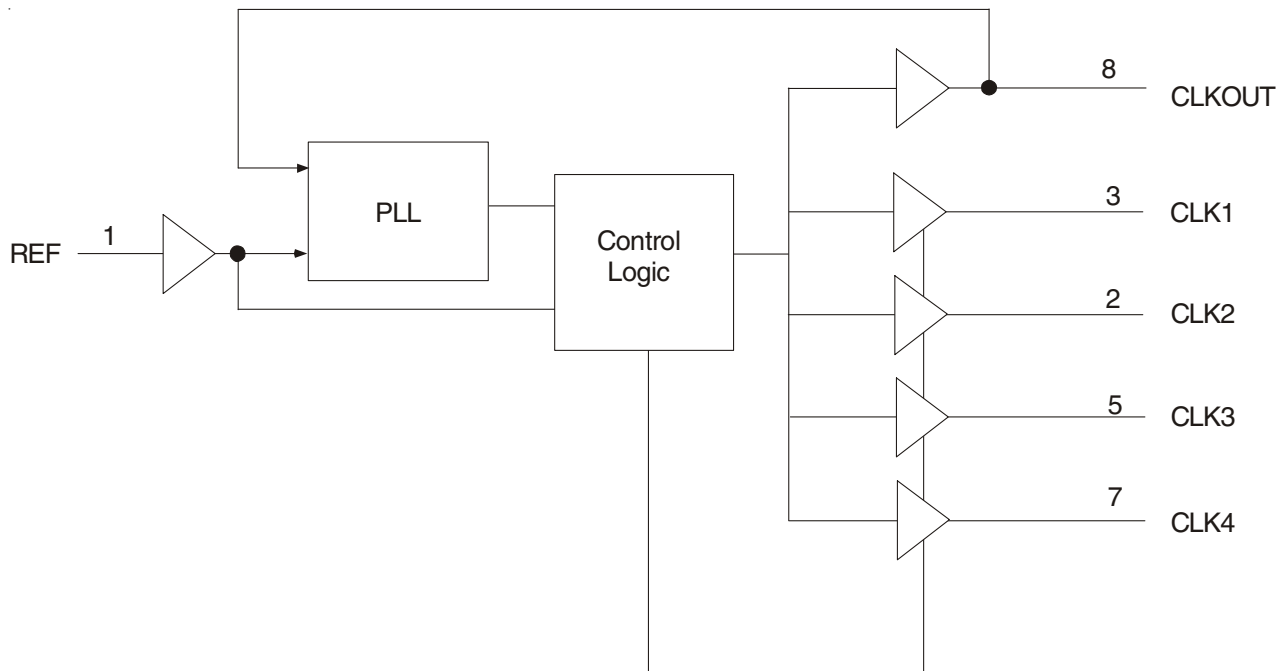 8
CLKOUT
PLL
3
CLK1
REF
1
Control
Logic
2
CLK2
5
CLK3
7
CLK4